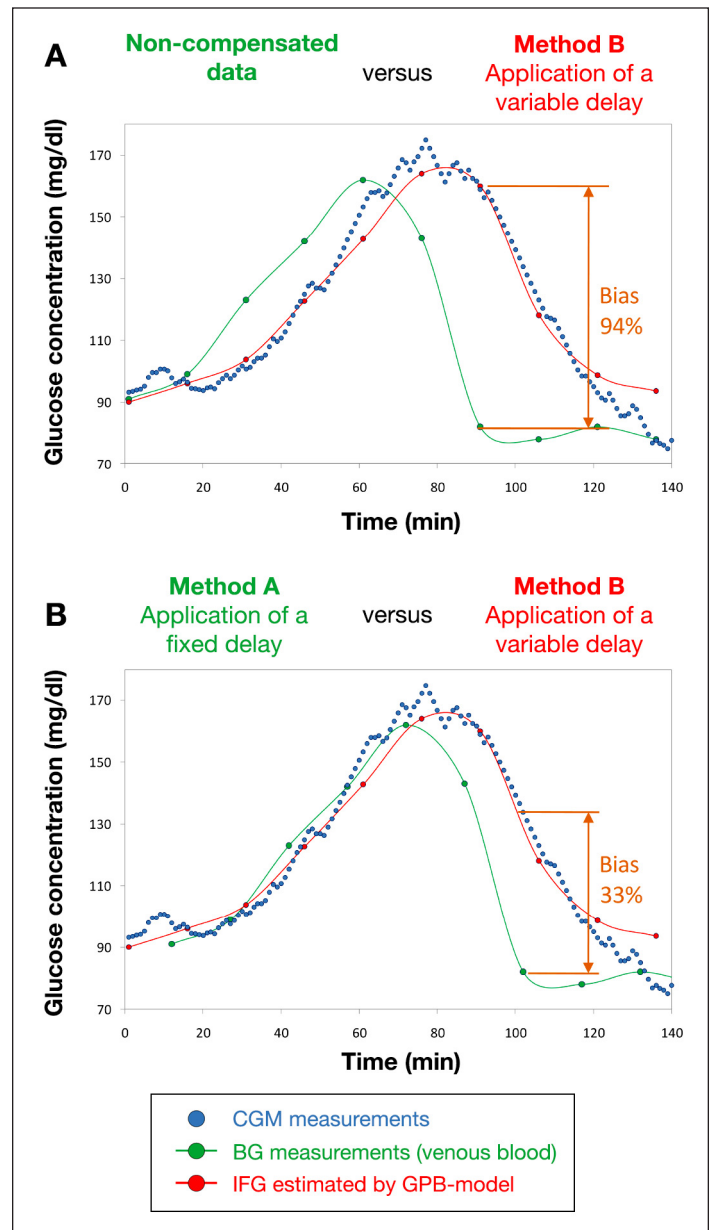 A
Non-compensated
data
versus
Method B
Application of a
variable delay
Glucose concentration (mg/dl)
170
150
130
110
90
70
Bias
94%
0 20 40 60 80 100 120 140
Time (min)
B
Method A
Application of a
fixed delay
versus
Method B
Application of a
variable delay
Glucose concentration (mg/dl)
170
150
130
110
90
70
Bias
33%
0 20 40 60 80 100 120 140
Time (min)
CGM measurements
BG measurements (venous blood)
IFG estimated by GPB-model